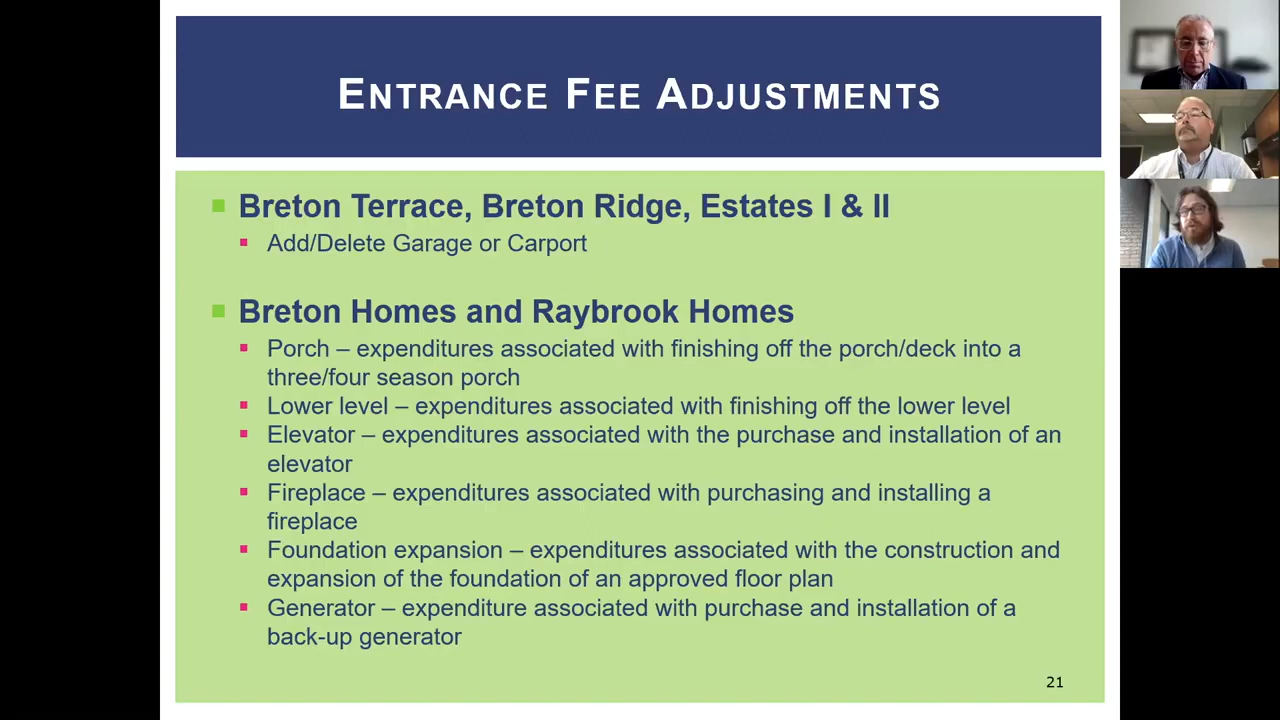 ENTRANCE FEE ADJUSTMENTS
Breton Terrace, Breton Ridge, Estates I & II
Add/Delete Garage or Carport
Breton Homes and Raybrook Homes
Porch – expenditures associated with finishing off the porch/deck into a
three/four season porch
Lower level – expenditures associated with finishing off the lower level
Elevator – expenditures associated with the purchase and installation of an
elevator
Fireplace – expenditures associated with purchasing and installing a
fireplace
Foundation expansion – expenditures associated with the construction and
expansion of the foundation of an approved floor plan
Generator – expenditure associated with purchase and installation of a
back-up generator
21